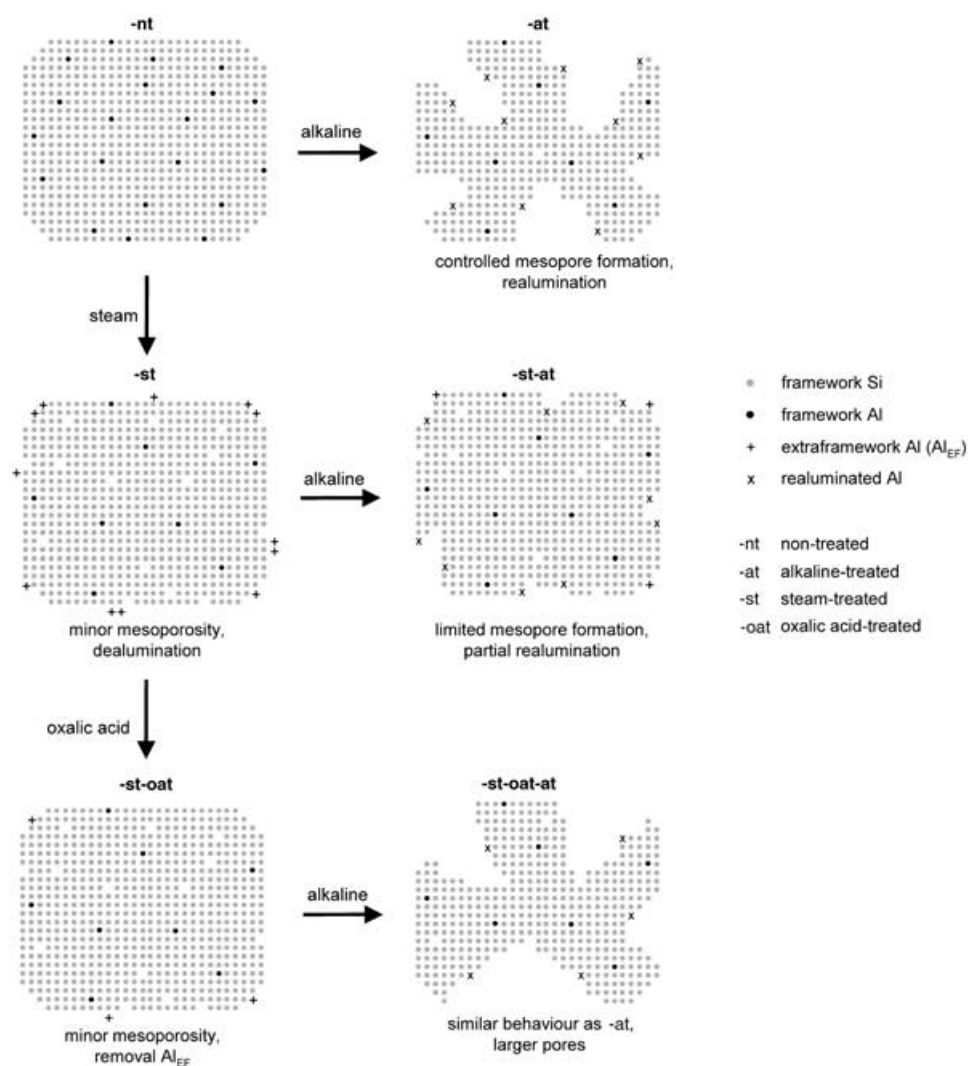 -nt
-at
alkaline
controlled mesopore formation,
realumination
steam
-st
-st-at
alkaline
minor mesoporosity,
dealumination
limited mesopore formation,
partial realumination
framework Si
framework Al
+ extraframework Al (AlEF)
x realuminated Al
-nt non-treated
-at alkaline-treated
-st steam-treated
-oat oxalic acid-treated
oxalic acid
-st-oat
-st-oat-at
alkaline
minor mesoporosity,
removal AlEF
similar behaviour as -at,
larger pores